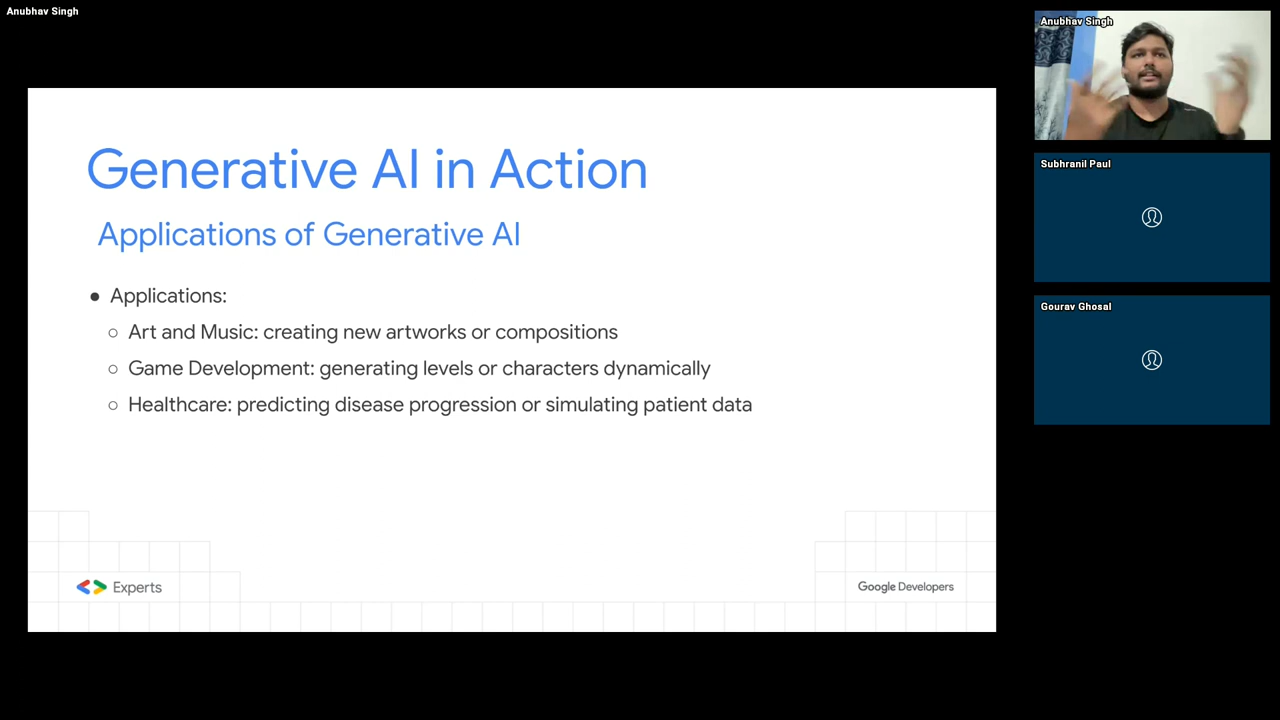 Anubhav Singh
Generative AI in Action
Applications of Generative AI
● Applications:
○ Art and Music: creating new artworks or compositions
○ Game Development: generating levels or characters dynamically
○ Healthcare: predicting disease progression or simulating patient data
Experts
Google Developers
Anubhav Singh
Subhranil Paul
Gourav Ghosal